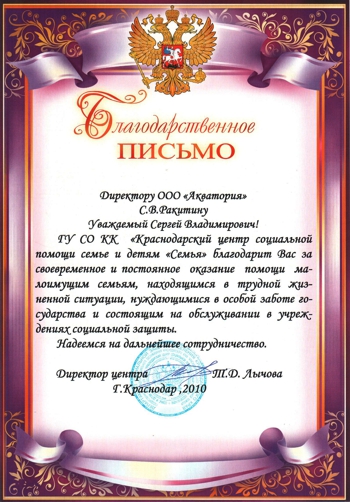 Благодарственное
ПИСЬМО
Директору ООО «Акватория»
С.В.Ракитину
Уважаемый Сергей Владимирович!
ГУ СО КК «Краснодарский центр социальной
помощи семье и детям «Семья» благодарит Вас за
своевременное и постоянное оказание помощи ма-
лоимущим семьям, находящимся в трудной жиз-
ненной ситуации, нуждающимися в особой заботе го-
сударства и состоящим на обслуживании в учреж-
дениях социальной защиты.
Надеемся на дальнейшее сотрудничество.
Директор центра Т.Д. Лычова
Г.Краснодар ,2010